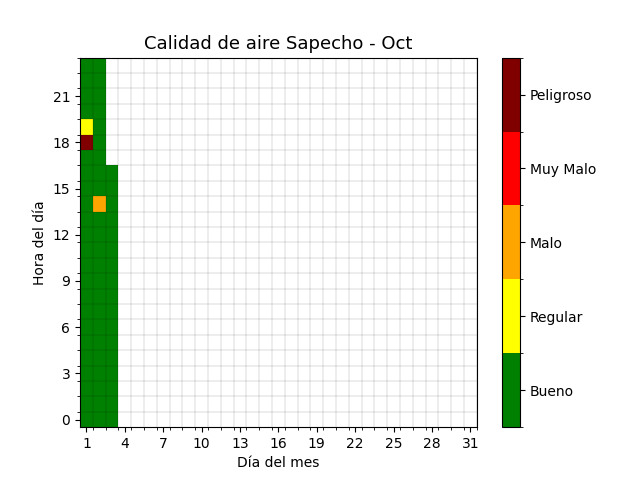 Calidad de aire Sapecho - Oct
Hora del día
21
18
15
12
9
6
3
0
1 4 7 10 13 16 19 22 25 28 31
Día del mes
Peligroso
Muy Malo
Malo
Regular
Bueno